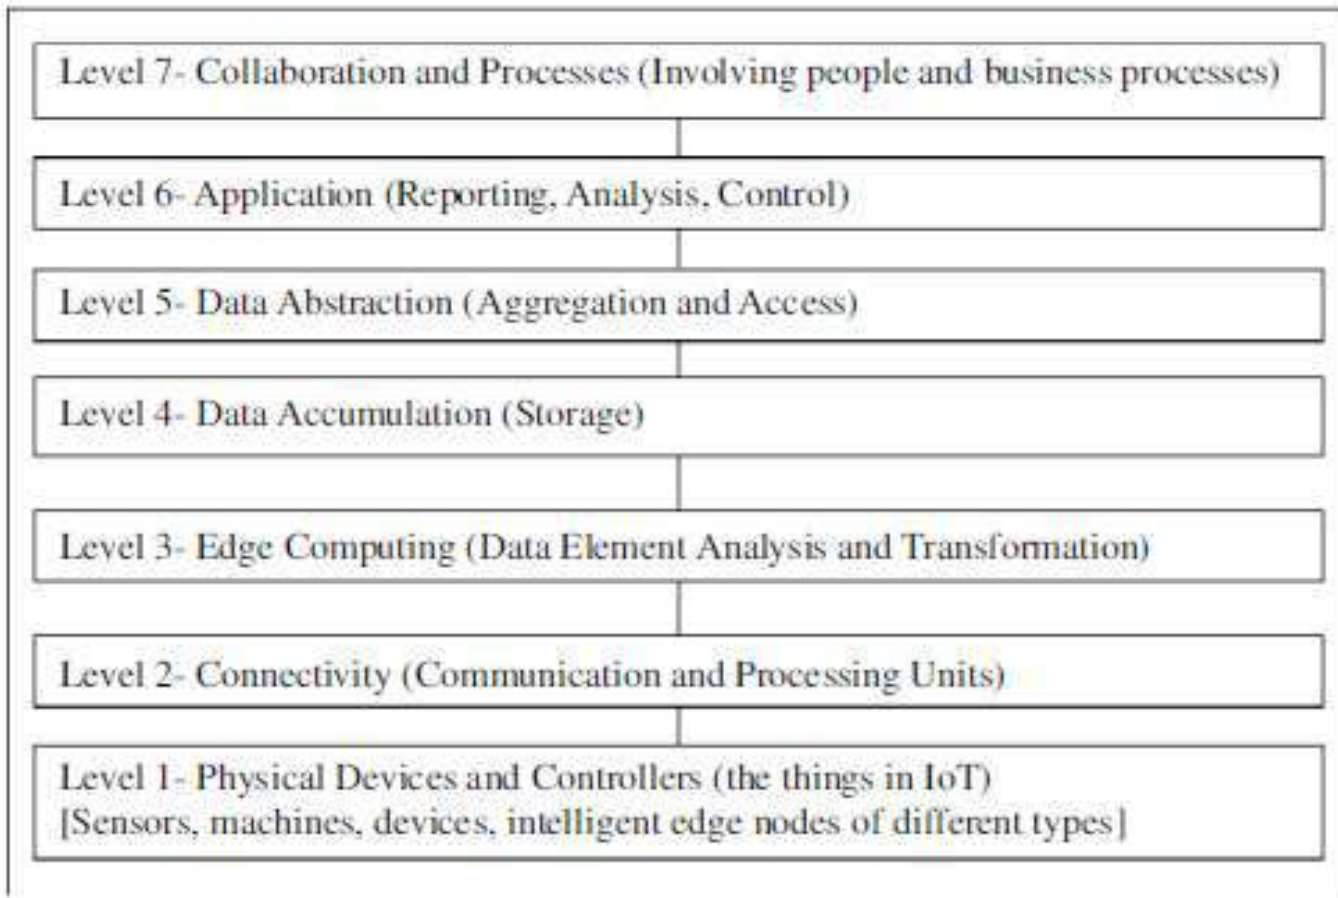 Level 7- Collaboration and Processes (Involving people and business processes)
Level 6- Application (Reporting, Analysis, Control)
Level 5- Data Abstraction (Aggregation and Access)
Level 4- Data Accumulation (Storage)
Level 3- Edge Computing (Data Element Analysis and Transformation)
Level 2- Connectivity (Communication and Processing Units)
Level 1- Physical Devices and Controllers (the things in IoT)
[Sensors, machines, devices, intelligent edge nodes of different types]